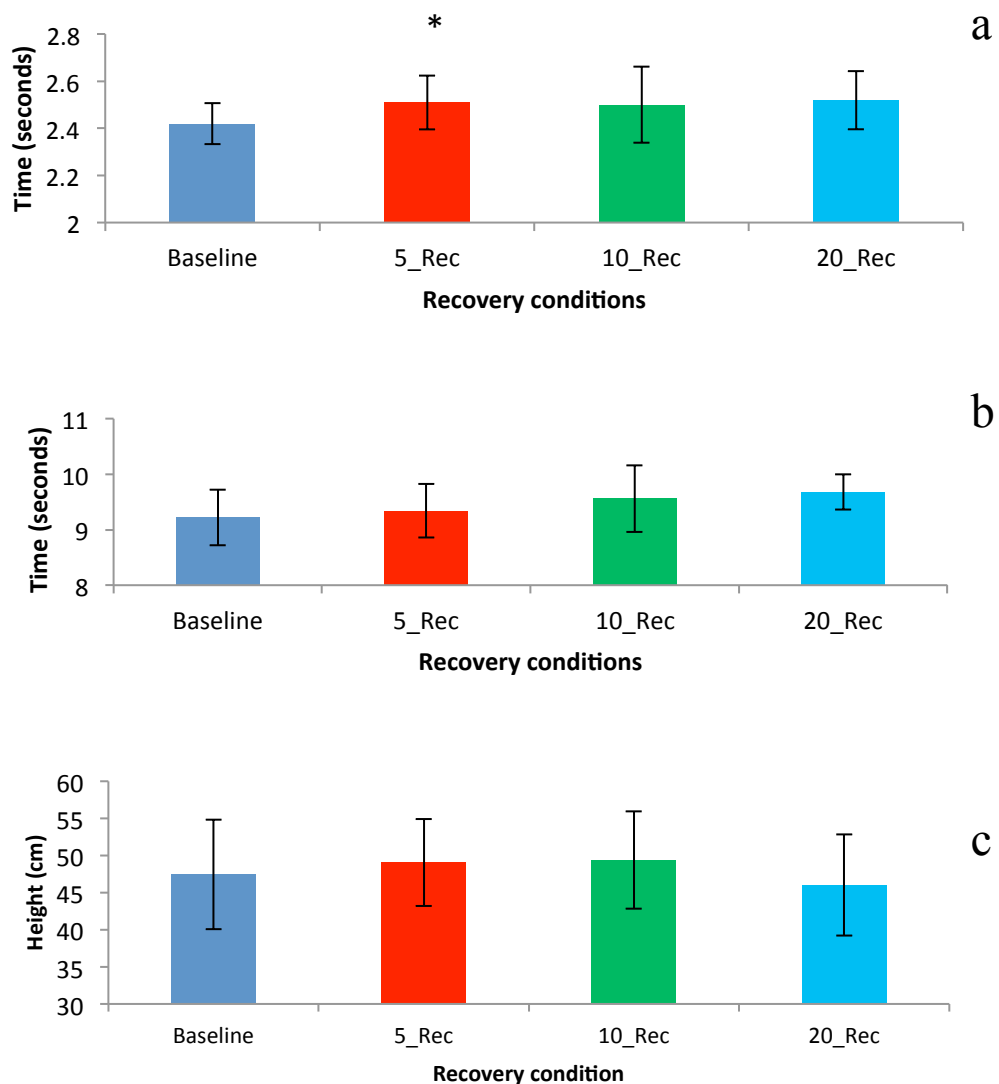 *
a
Time (seconds)
2.8
2.6
2.4
2.2
2
Baseline 5_Rec 10_Rec 20_Rec
Recovery conditions
b
Time (seconds)
11
10
9
8
Baseline 5_Rec 10_Rec 20_Rec
Recovery conditions
c
Height (cm)
60
55
50
45
40
35
30
Baseline 5_Rec 10_Rec 20_Rec
Recovery condition